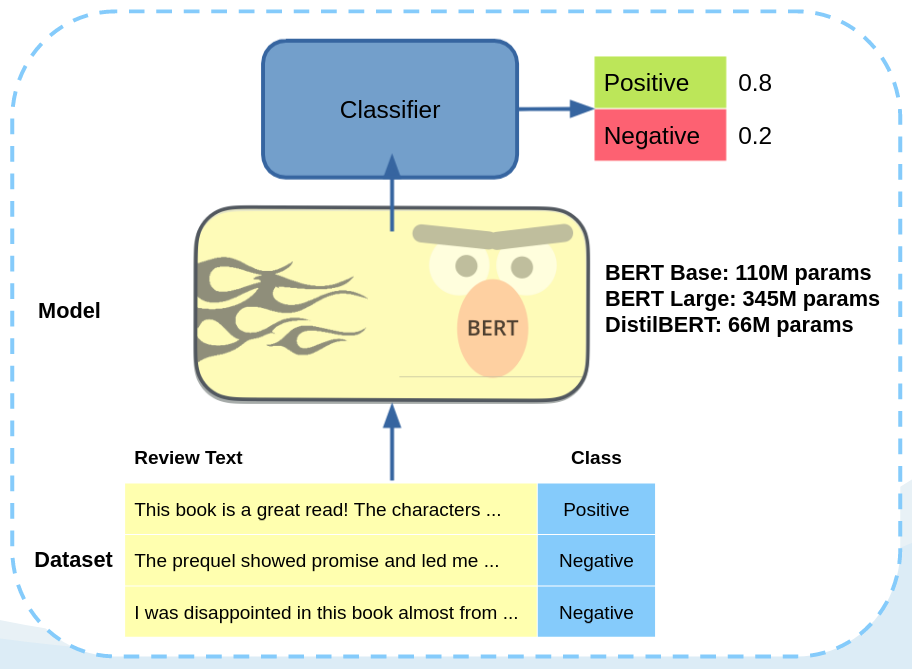 Classifier
Positive 0.8
Negative 0.2
Model
BERT
BERT Base: 110M params
BERT Large: 345M params
DistilBERT: 66M params
Review Text Class
This book is a great read! The characters ... Positive
Dataset
The prequel showed promise and led me ... Negative
I was disappointed in this book almost from ... Negative